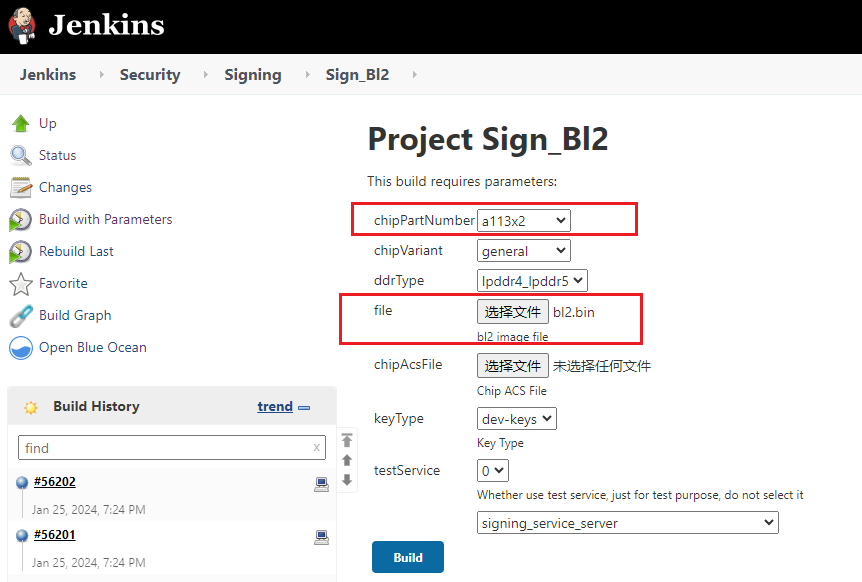 Jenkins
Jenkins Security Signing Sign_Bl2
Up
Status
Changes
Build with Parameters
Rebuild Last
Favorite
Build Graph
Open Blue Ocean
Build History trend
find x
#56202
Jan 25, 2024, 7:24 PM
#56201
Jan 25, 2024, 7:24 PM
Project Sign_Bl2
This build requires parameters:
chipPartNumber a113x2
chipVariant general
ddrType lpddr4_lpddr5
file 选择文件 bl2.bin
bl2 image file
chipAcsFile 选择文件 未选择任何文件
Chip ACS File
keyType dev-keys
Key Type
testService 0
Whether use test service, just for test purpose, do not select it
signing_service_server
Build